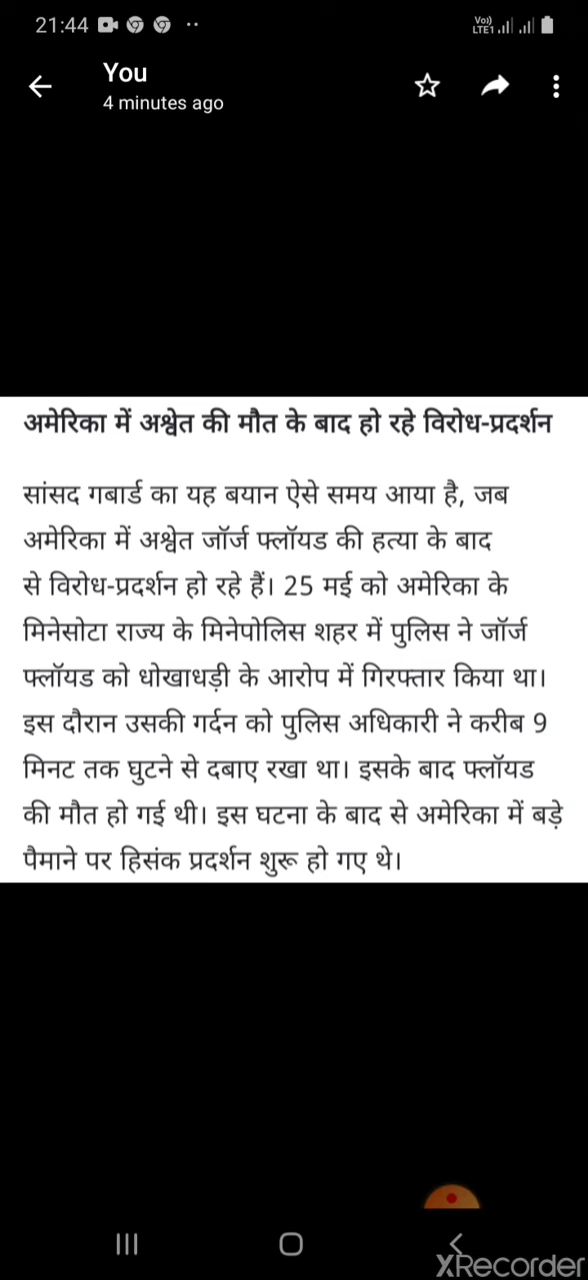 21:44
Vo))
LTE1
You
4 minutes ago
अमेरिका में अश्वेत की मौत के बाद हो रहे विरोध-प्रदर्शन
सांसद गबार्ड का यह बयान ऐसे समय आया है, जब
अमेरिका में अश्वेत जॉर्ज फ्लॉयड की हत्या के बाद
से विरोध-प्रदर्शन हो रहे हैं। 25 मई को अमेरिका के
मिनेसोटा राज्य के मिनेपोलिस शहर में पुलिस ने जॉर्ज
फ्लॉयड को धोखाधड़ी के आरोप में गिरफ्तार किया था।
इस दौरान उसकी गर्दन को पुलिस अधिकारी ने करीब 9
मिनट तक घुटने से दबाए रखा था। इसके बाद फ्लॉयड
की मौत हो गई थी। इस घटना के बाद से अमेरिका में बड़े
पैमाने पर हिसंक प्रदर्शन शुरू हो गए थे।
XRecorder